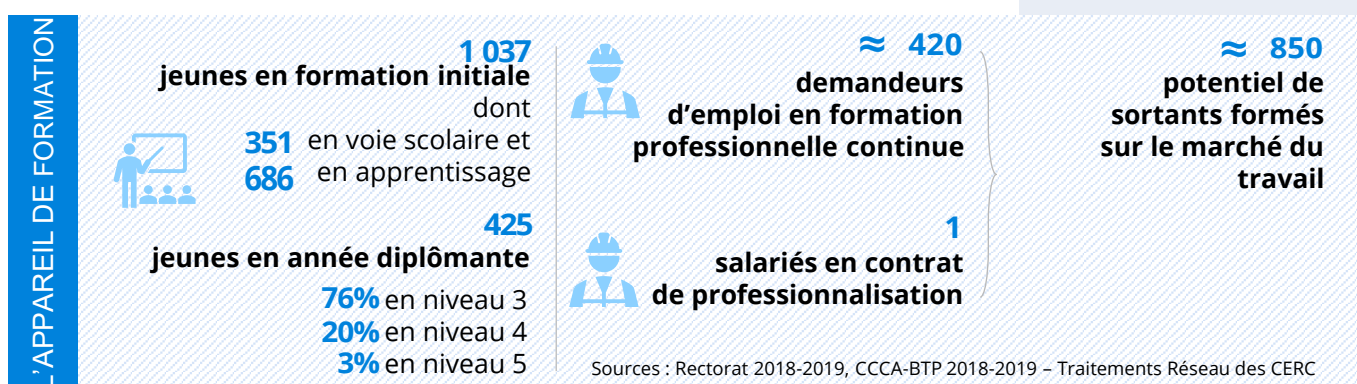 L'APPAREIL DE FORMATION
1 037
jeunes en formation initiale
dont
351 en voie scolaire et
686 en apprentissage
425
jeunes en année diplômante
76% en niveau 3
20% en niveau 4
3% en niveau 5
≈ 420
demandeurs
d'emploi en formation
professionnelle continue
1
salariés en contrat
de professionnalisation
≈ 850
potentiel de
sortants formés
sur le marché du
travail
Sources : Rectorat 2018-2019, CCCA-BTP 2018-2019 – Traitements Réseau des CERC